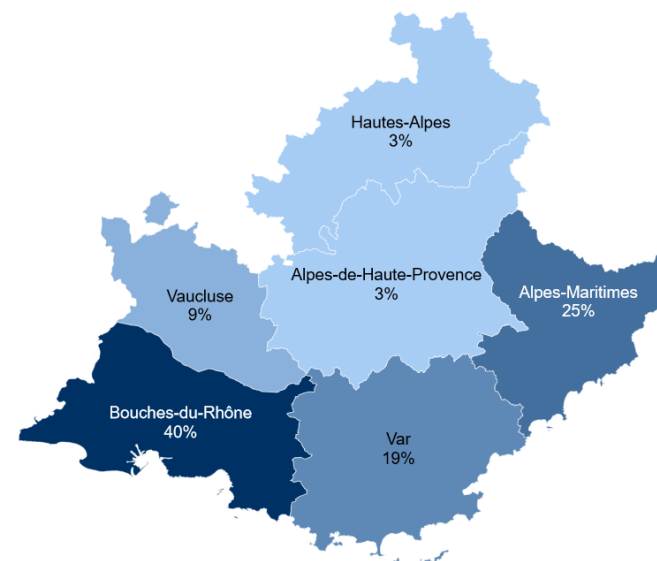 Hautes-Alpes
3%
Alpes-de-Haute-Provence
3%
Alpes-Maritimes
25%
Vaucluse
9%
Bouches-du-Rhône
40%
Var
19%